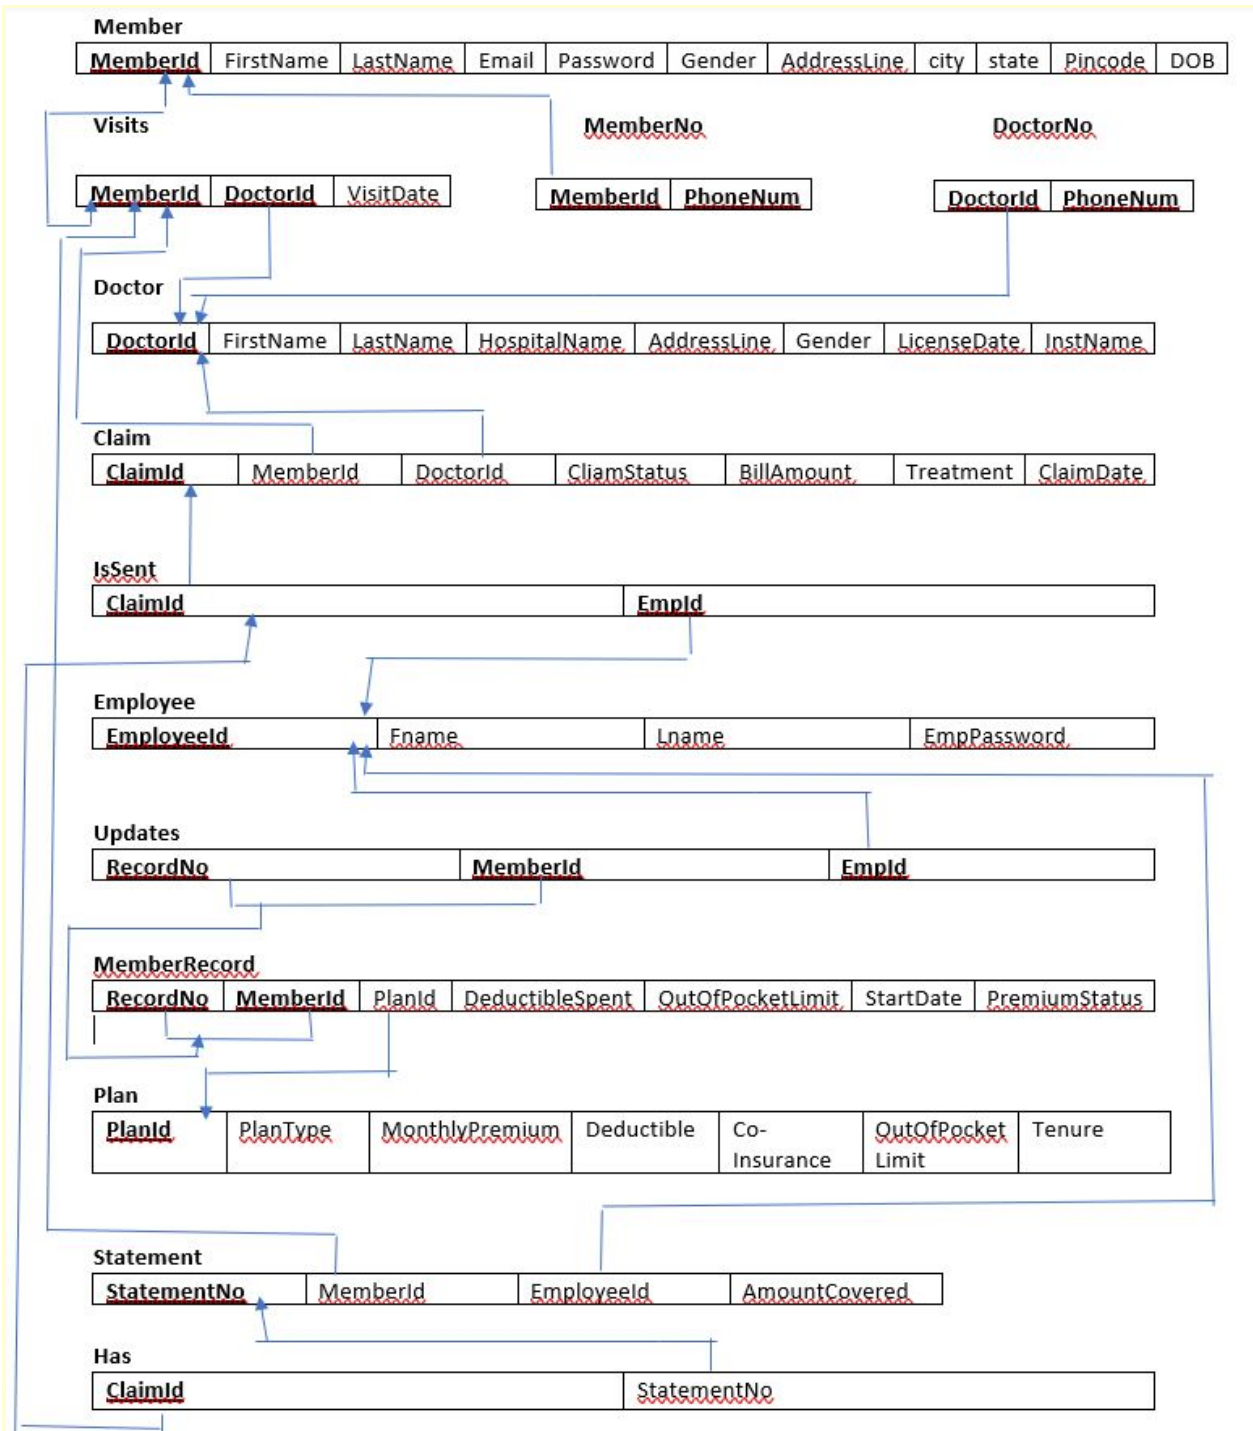 Member
MemberId FirstName LastName Email Password Gender AddressLine city state Pincode DOB
Visits MemberNo DoctorNo
MemberId DoctorId VisitDate MemberId PhoneNum DoctorId PhoneNum
Doctor
DoctorId FirstName LastName HospitalName AddressLine Gender LicenseDate InstName
Claim
ClaimId MemberId DoctorId CliamStatus BillAmount Treatment ClaimDate
IsSent
ClaimId EmpId
Employee
EmployeeId Fname Lname EmpPassword
Updates
RecordNo MemberId EmpId
MemberRecord
RecordNo MemberId PlanId DeductibleSpent OutOfPocketLimit StartDate PremiumStatus
Plan
PlanId PlanType MonthlyPremium Deductible Co- OutOfPocket Tenure
Insurance Limit
Statement
StatementNo MemberId EmployeeId AmountCovered
Has
ClaimId StatementNo